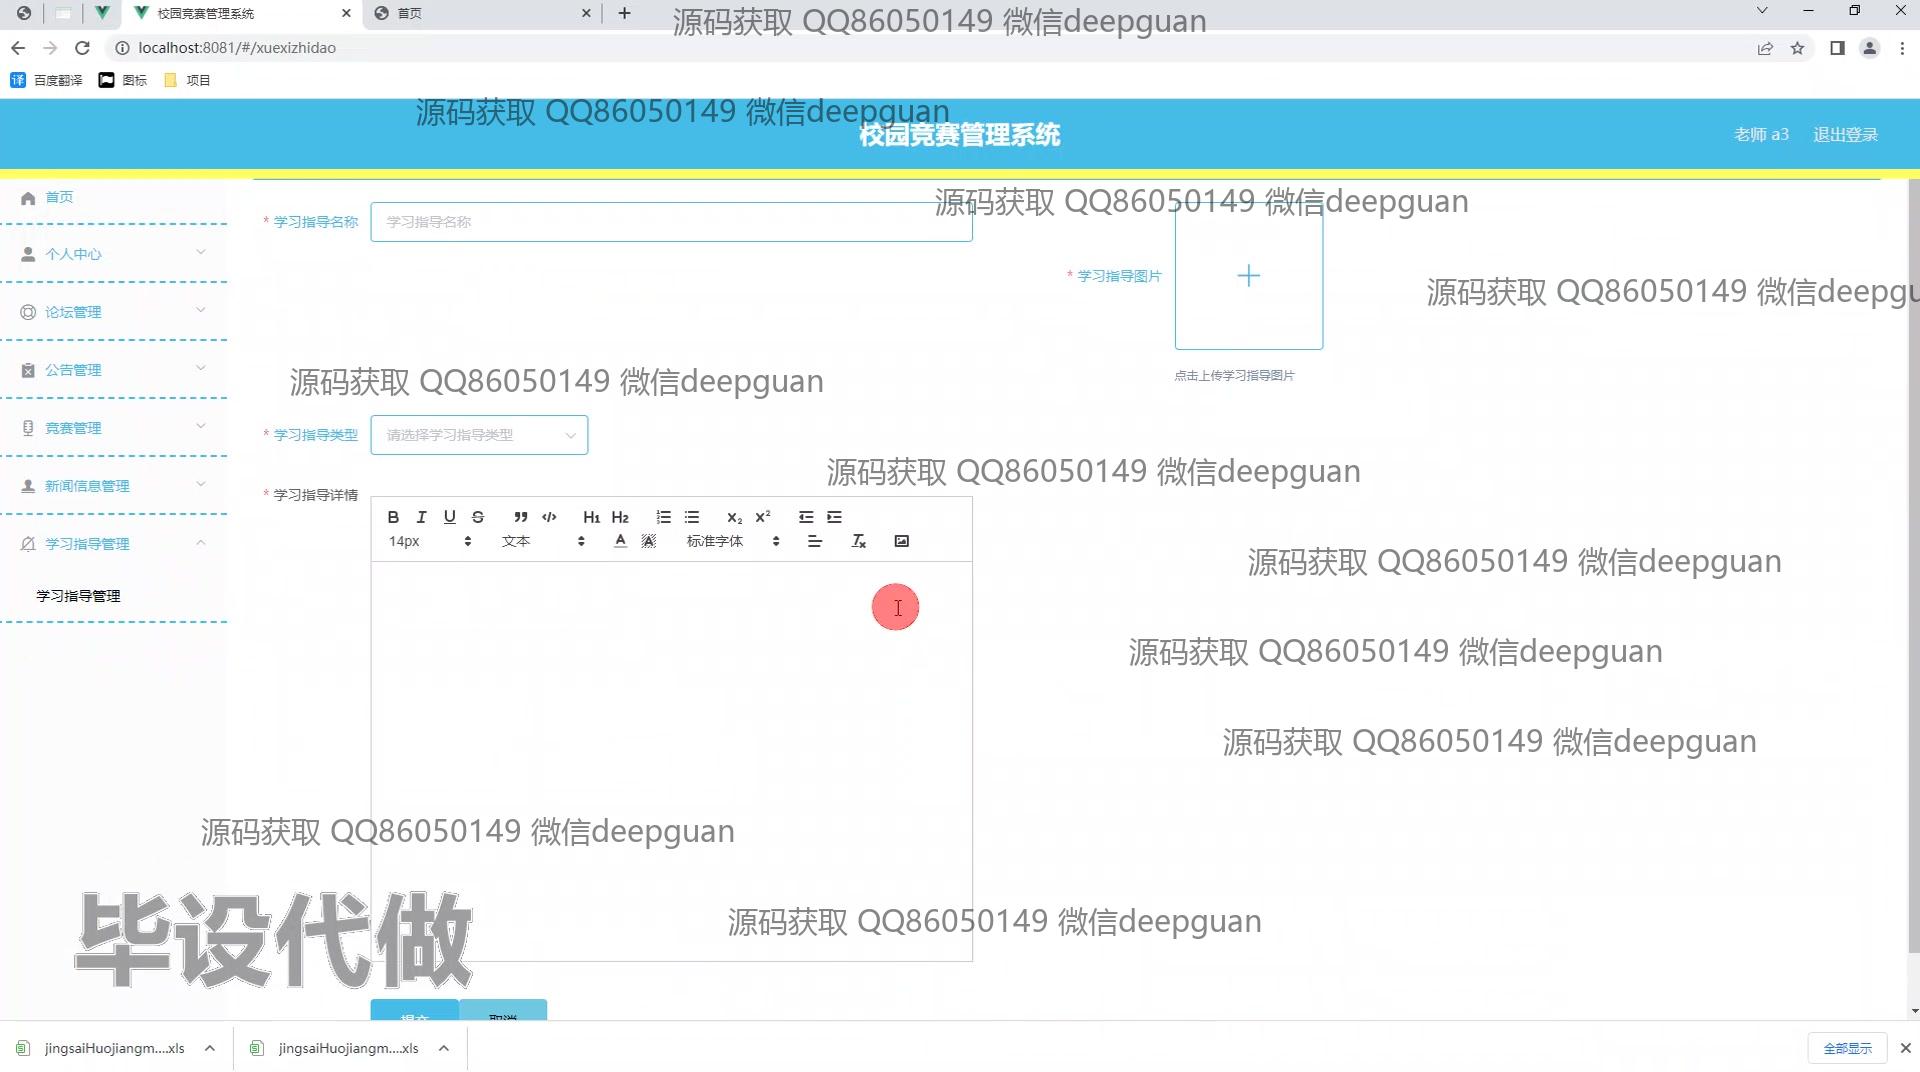 校园竞赛管理系统
首页
源码获取 QQ86050149 微信deepguan
localhost:8081/#/xuexizhidao
百度翻译
图标
项目
源码获取 QQ86050149 微信deepguan
校园竞赛管理系统
老师 a3
退出登录
首页
源码获取 QQ86050149 微信deepguan
* 学习指导名称
学习指导名称
个人中心
* 学习指导图片
源码获取 QQ86050149 微信deepgu
论坛管理
公告管理
源码获取 QQ86050149 微信deepguan
点击上传学习指导图片
竞赛管理
* 学习指导类型
请选择学习指导类型
源码获取 QQ86050149 微信deepguan
新闻信息管理
* 学习指导详情
B I U S H1 H2 X2 X2
14px 文本 A A 标准字体 Tx
学习指导管理
源码获取 QQ86050149 微信deepguan
学习指导管理
源码获取 QQ86050149 微信deepguan
源码获取 QQ86050149 微信deepguan
源码获取 QQ86050149 微信deepguan
源码获取 QQ86050149 微信deepguan
毕设代做
提交
取消
jingsaiHuojiangm....xls
jingsaiHuojiangm....xls
全部显示